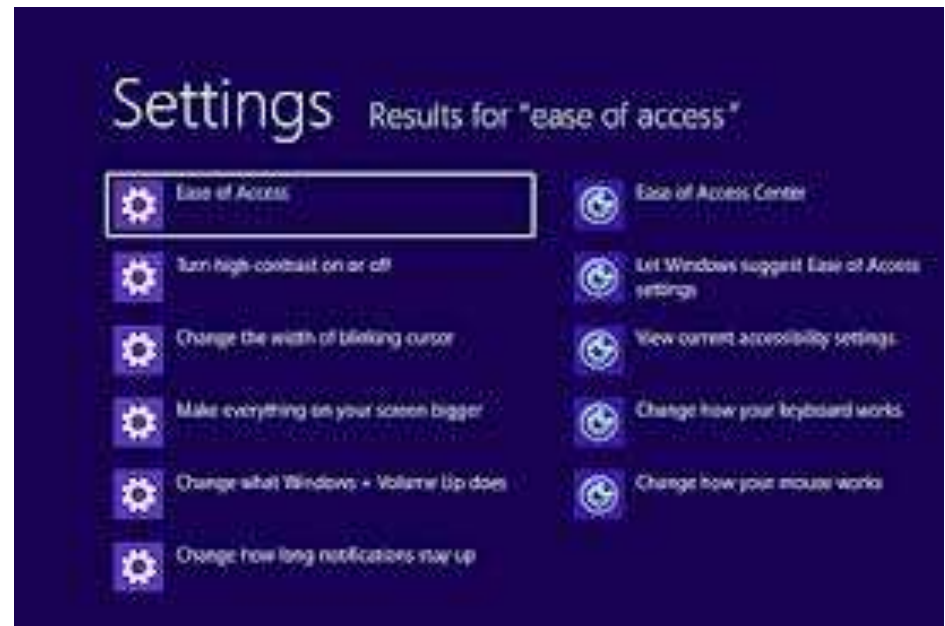 Settings Results for "ease of access"
Ease of Access
Turn high-contrast on or off
Change the width of blinking cursor
Make everything on your screen bigger
Change what Windows + Volume Up does
Change how long notifications stay up
Ease of Access Center
Let Windows suggest Ease of Access
settings
View current accessibility settings
Change how your keyboard works
Change how your mouse works